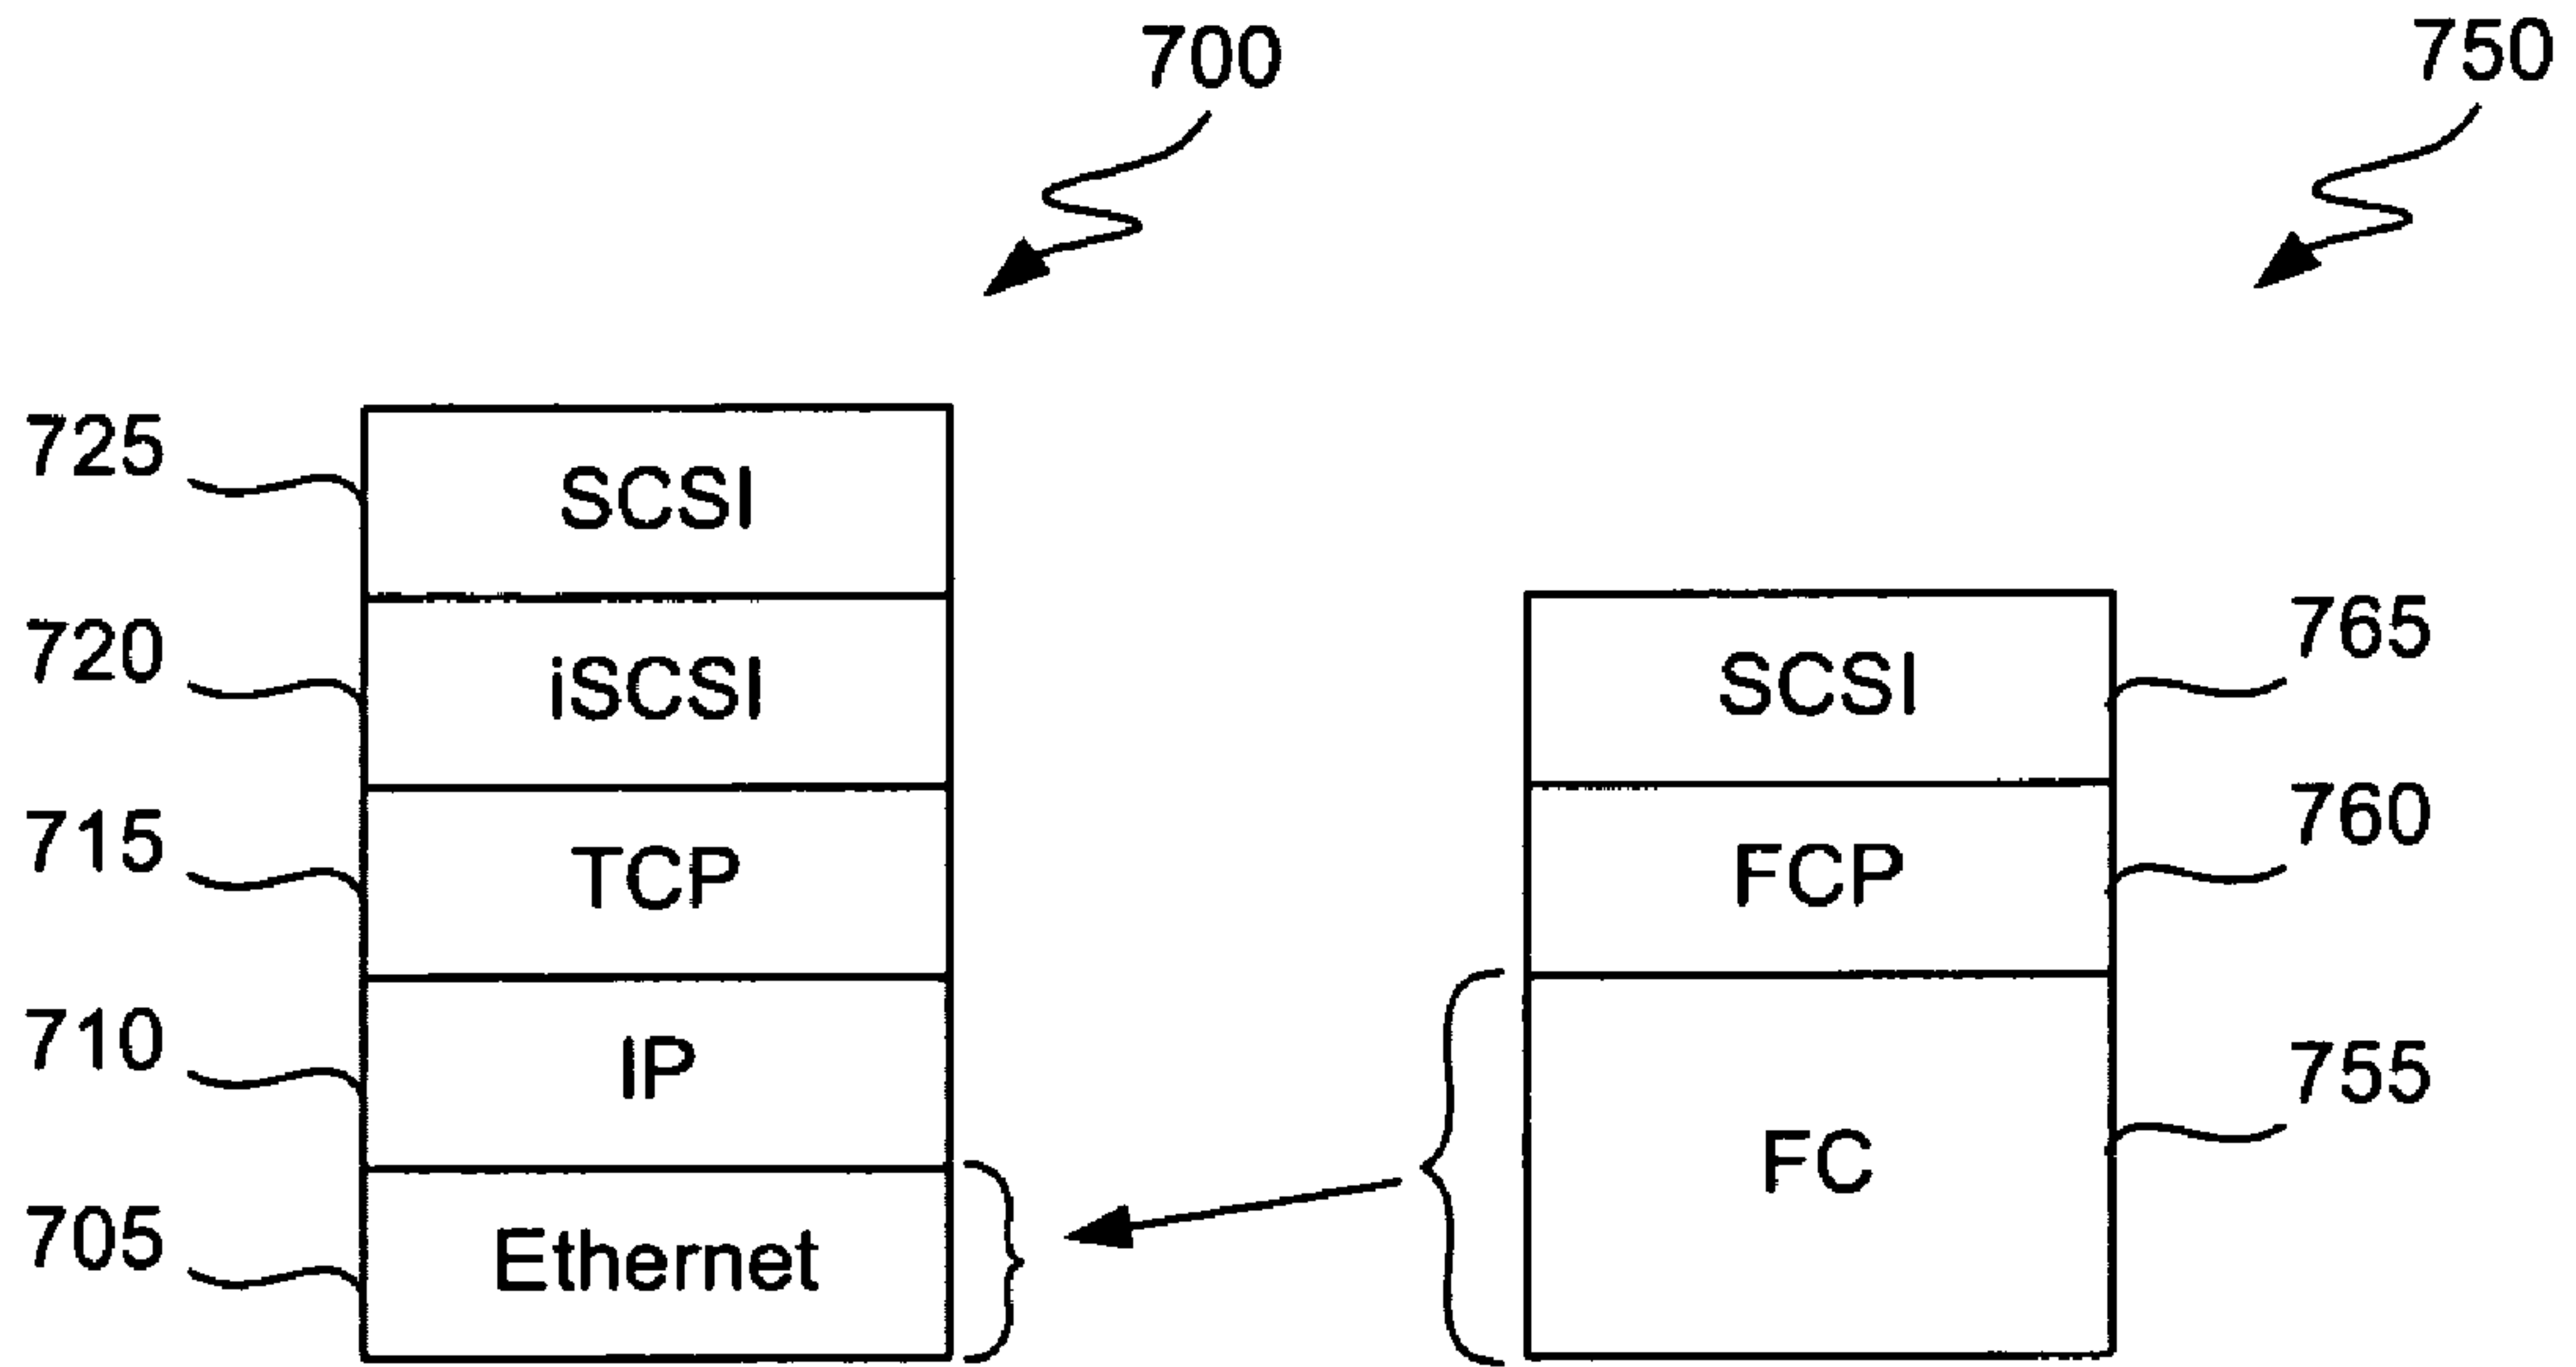 700
750
725
SCSI
720
iSCSI
765
SCSI
715
TCP
760
FCP
710
IP
755
FC
705
Ethernet